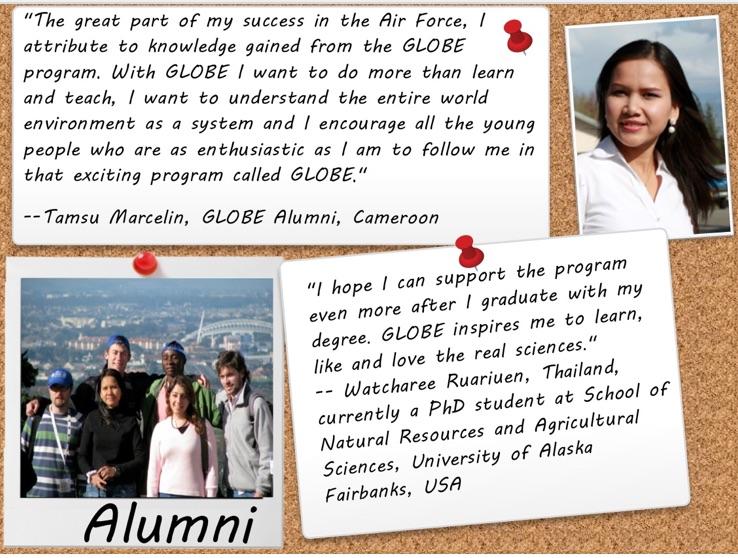 "The great part of my success in the Air Force, I
attribute to knowledge gained from the GLOBE
program. With GLOBE I want to do more than learn
and teach, I want to understand the entire world
environment as a system and I encourage all the young
people who are as enthusiastic as I am to follow me in
that exciting program called GLOBE."
--Tamsu Marcelin, GLOBE Alumni, Cameroon
"I hope I can support the program
even more after I graduate with my
degree. GLOBE inspires me to learn,
like and love the real sciences."
-- Watcharee Ruariuen, Thailand,
currently a PhD student at School of
Natural Resources and Agricultural
Sciences, University of Alaska
Fairbanks, USA
Alumni